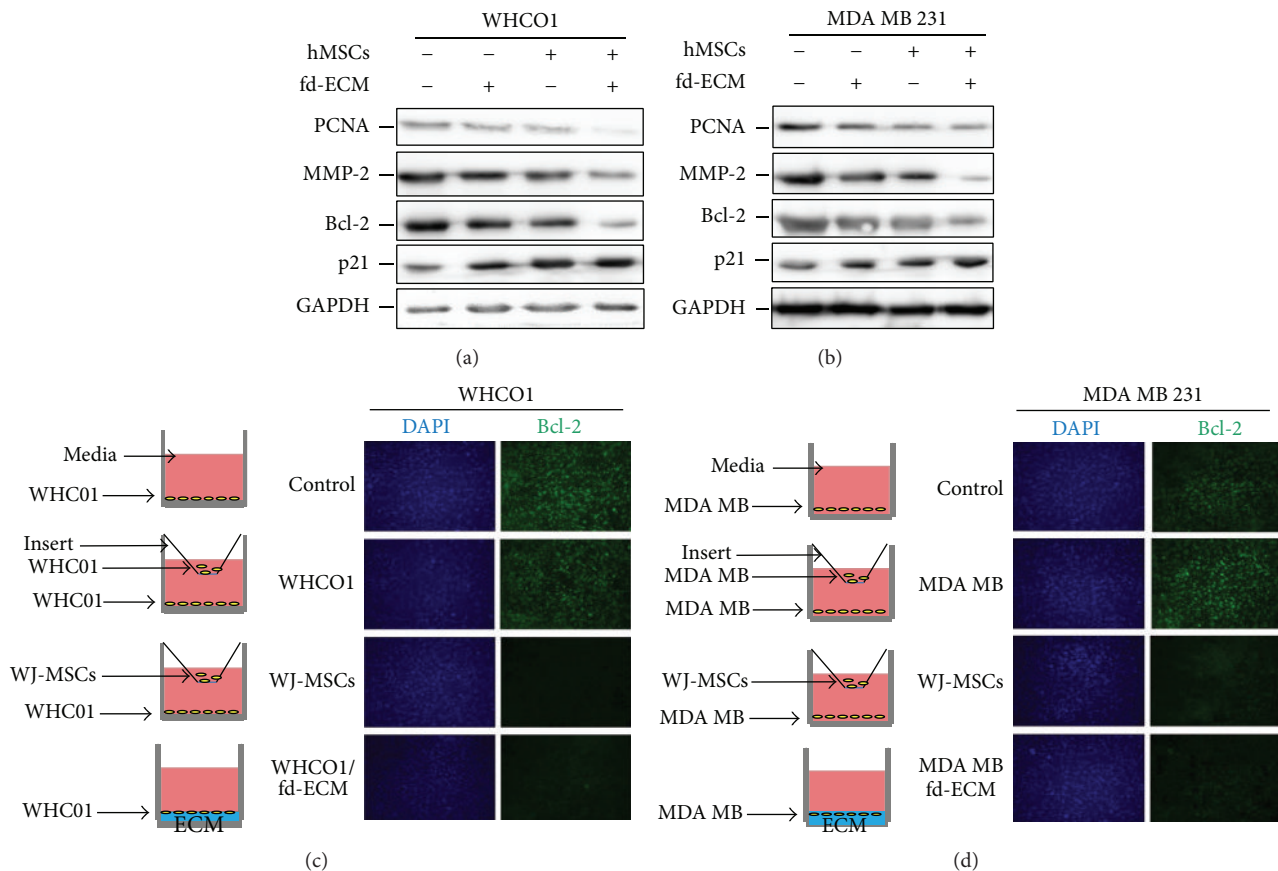 WHCO1
hMSCs − − + +
fd-ECM − + − +
PCNA
MMP-2
Bcl-2
p21
GAPDH
(a)
MDA MB 231
hMSCs − − + +
fd-ECM − + − +
PCNA
MMP-2
Bcl-2
p21
GAPDH
(b)
WHCO1
DAPI Bcl-2
Media
WHC01
Control
Insert
WHC01
WHC01
WHCO1
WJ-MSCs
WHC01
WJ-MSCs
WHC01
ECM
WHCO1/
fd-ECM
(c)
MDA MB 231
DAPI Bcl-2
Media
MDA MB
Control
Insert
MDA MB
MDA MB
MDA MB
WJ-MSCs
MDA MB
WJ-MSCs
MDA MB
ECM
MDA MB
fd-ECM
(d)